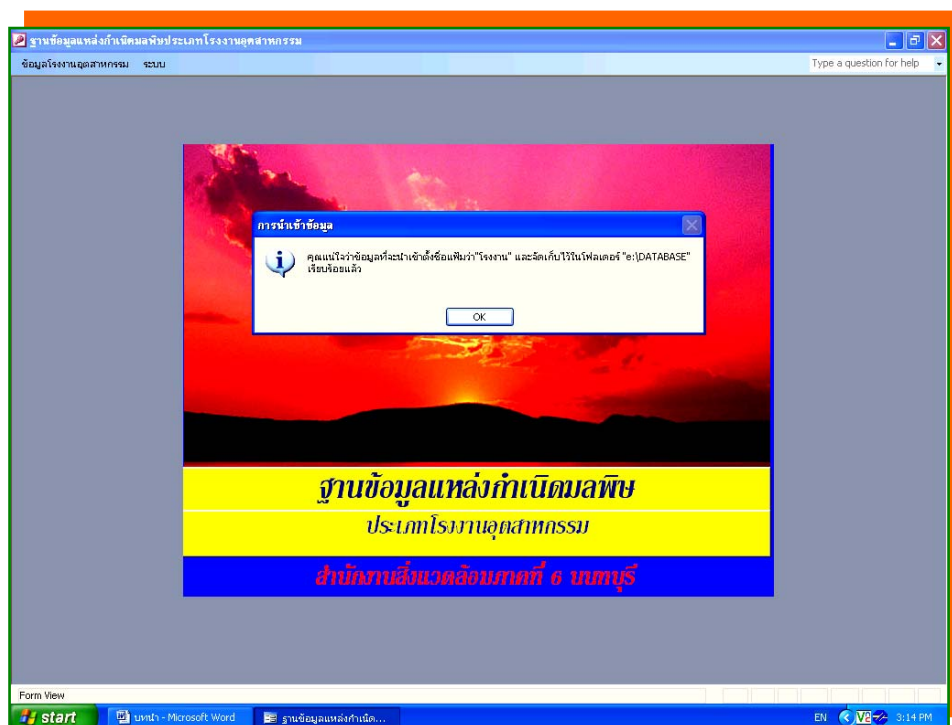 ฐานข้อมูลแหล่งกำเนิดมลพิษประเภทโรงงานอุตสาหกรรม
ข้อมูลโรงงานอุตสาหกรรม ระบบ
Type a question for help
การนำเข้าข้อมูล
คุณแน่ใจว่าข้อมูลที่จะนำเข้าตั้งชื่อแฟ้มว่า"โรงงาน" และจัดเก็บไว้ในโฟลเดอร์ "e:\DATABASE"
เรียบร้อยแล้ว
OK
ฐานข้อมูลแหล่งกำเนิดมลพิษ
ประเภทโรงงานอุตสาหกรรม
สำนักงานสิ่งแวดล้อมภาคที่ 6 นนทบุรี
Form View
start บทนำ - Microsoft Word ฐานข้อมูลแหล่งกำเนิด... EN V2 3:14 PM